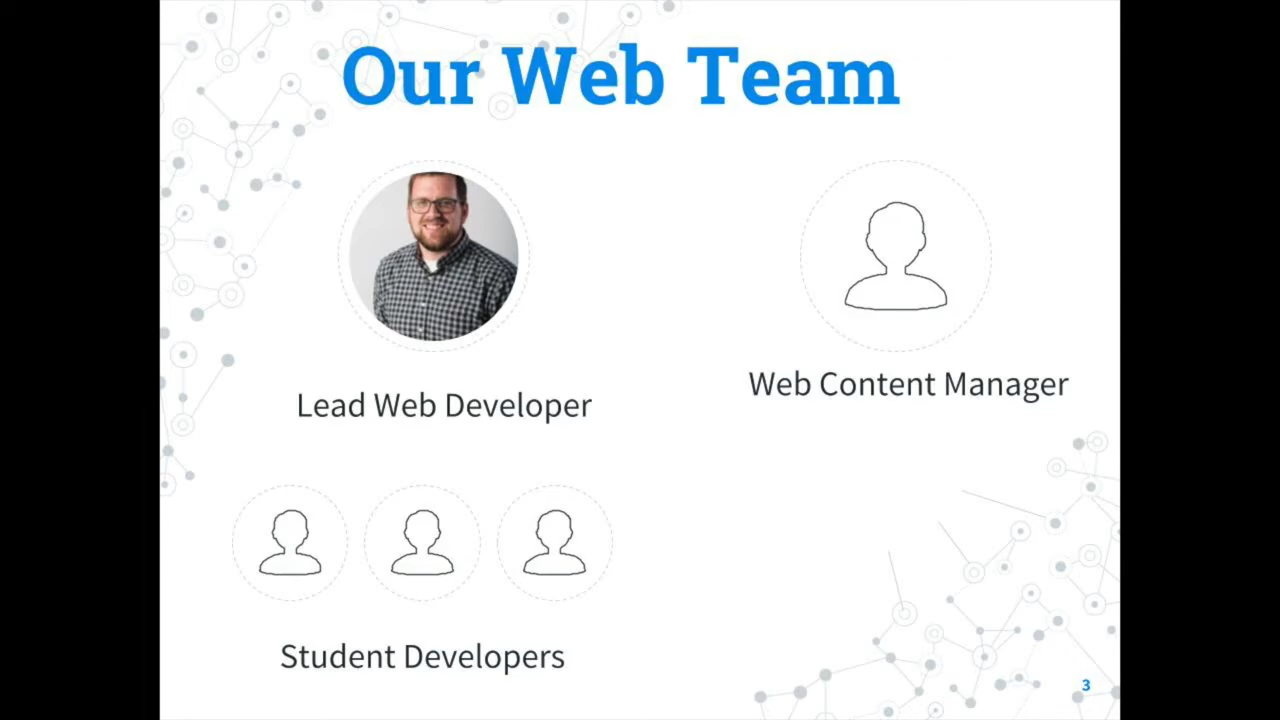 Our Web Team
Lead Web Developer
Web Content Manager
Student Developers
3